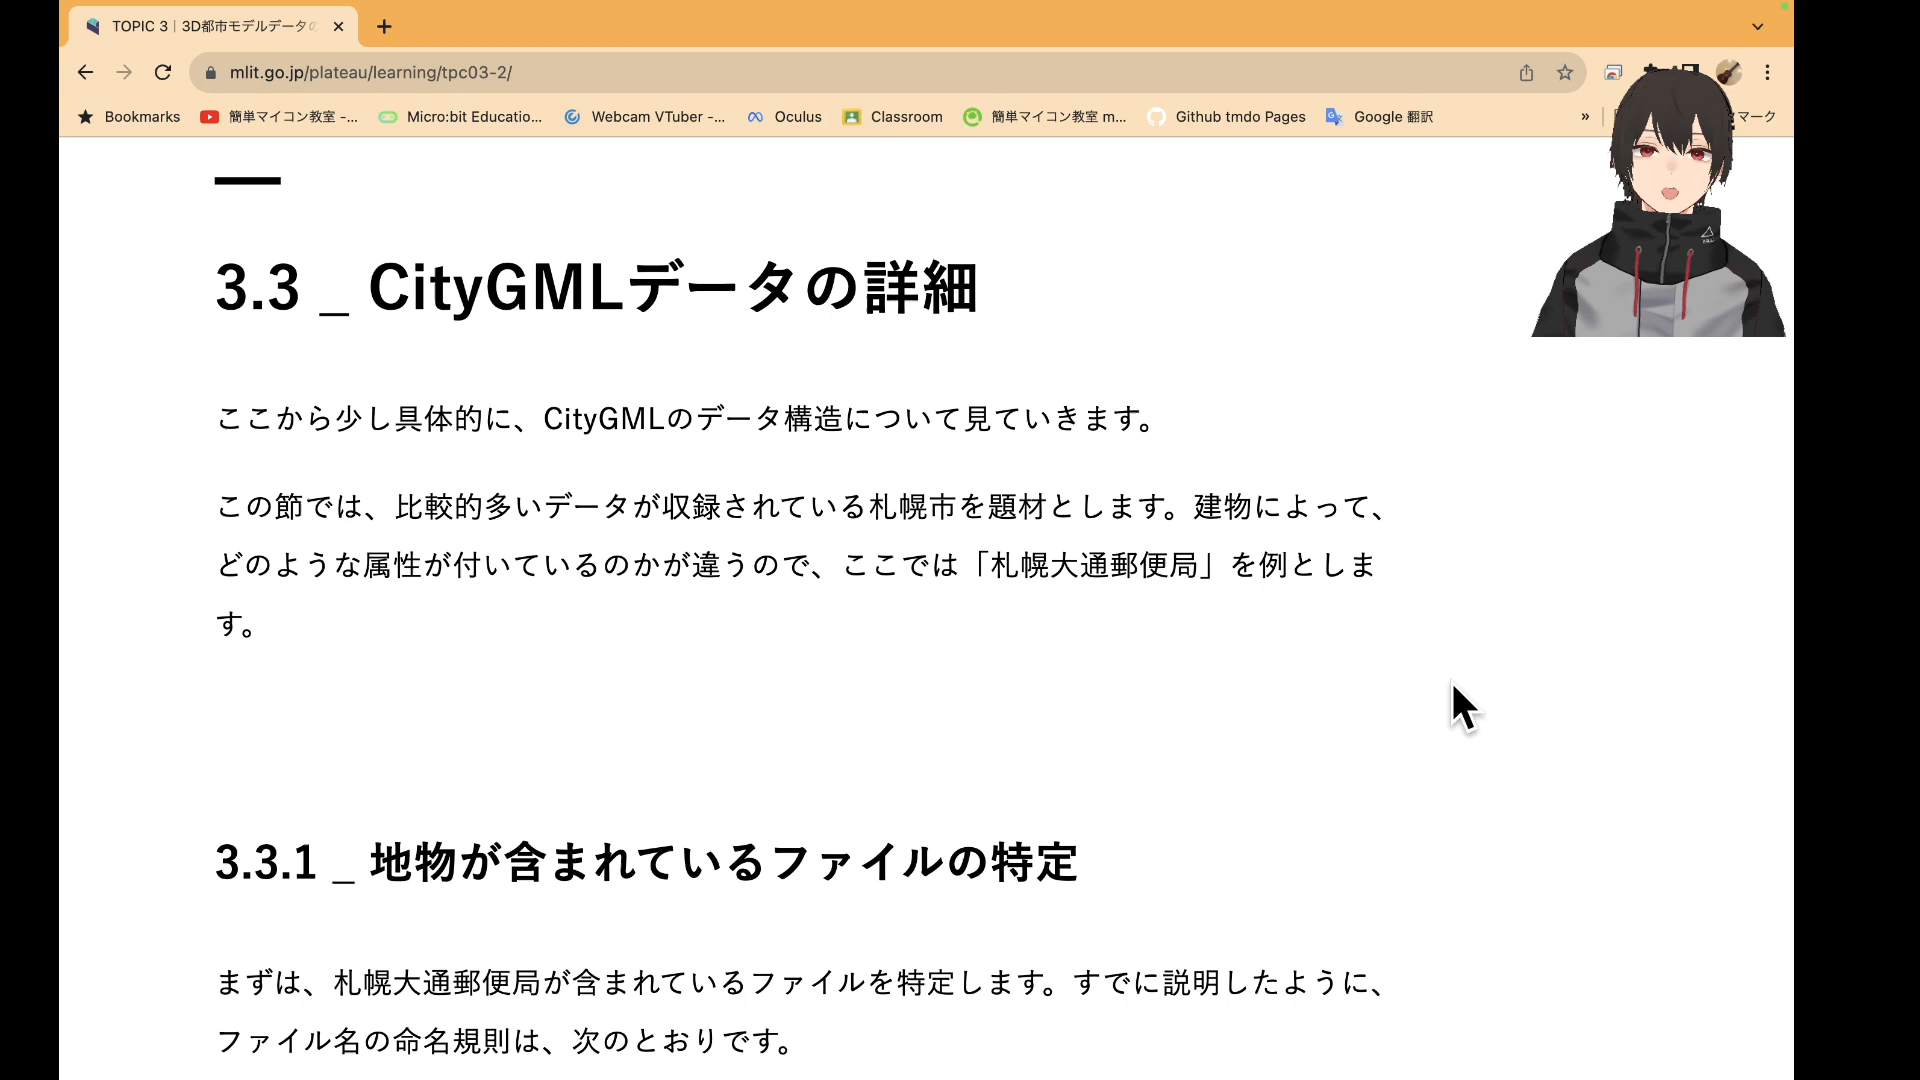 TOPIC 3 | 3D都市モデルデータの
mlit.go.jp/plateau/learning/tpc03-2/
Bookmarks 簡単マイコン教室 -... Micro:bit Educatio... Webcam VTuber -... Oculus Classroom 簡単マイコン教室 m... Github tmdo Pages Google 翻訳 » マーク
3.3 _ CityGMLデータの詳細
ここから少し具体的に、CityGMLのデータ構造について見ていきます。
この節では、比較的多いデータが収録されている札幌市を題材とします。建物によって、
どのような属性が付いているのかが違うので、ここでは「札幌大通郵便局」を例としま
す。
3.3.1 _ 地物が含まれているファイルの特定
まずは、札幌大通郵便局が含まれているファイルを特定します。すでに説明したように、
ファイル名の命名規則は、次のとおりです。